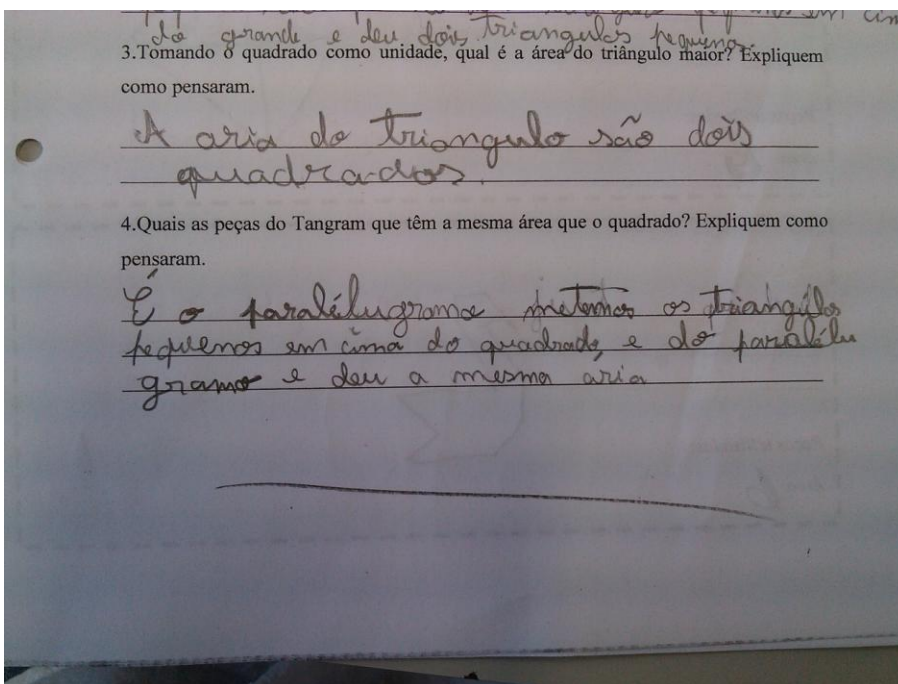 do grande e deu dois triangulos pequenos.
3.Tomando o quadrado como unidade, qual é a área do triângulo maior? Expliquem
como pensaram.
A aria do triangulo são dois
quadrados.
4.Quais as peças do Tangram que têm a mesma área que o quadrado? Expliquem como
pensaram.
É o paralélugramo metemos os triangulos
pequenos em cima do quadrado, e do paralélu
gramo e deu a mesma aria